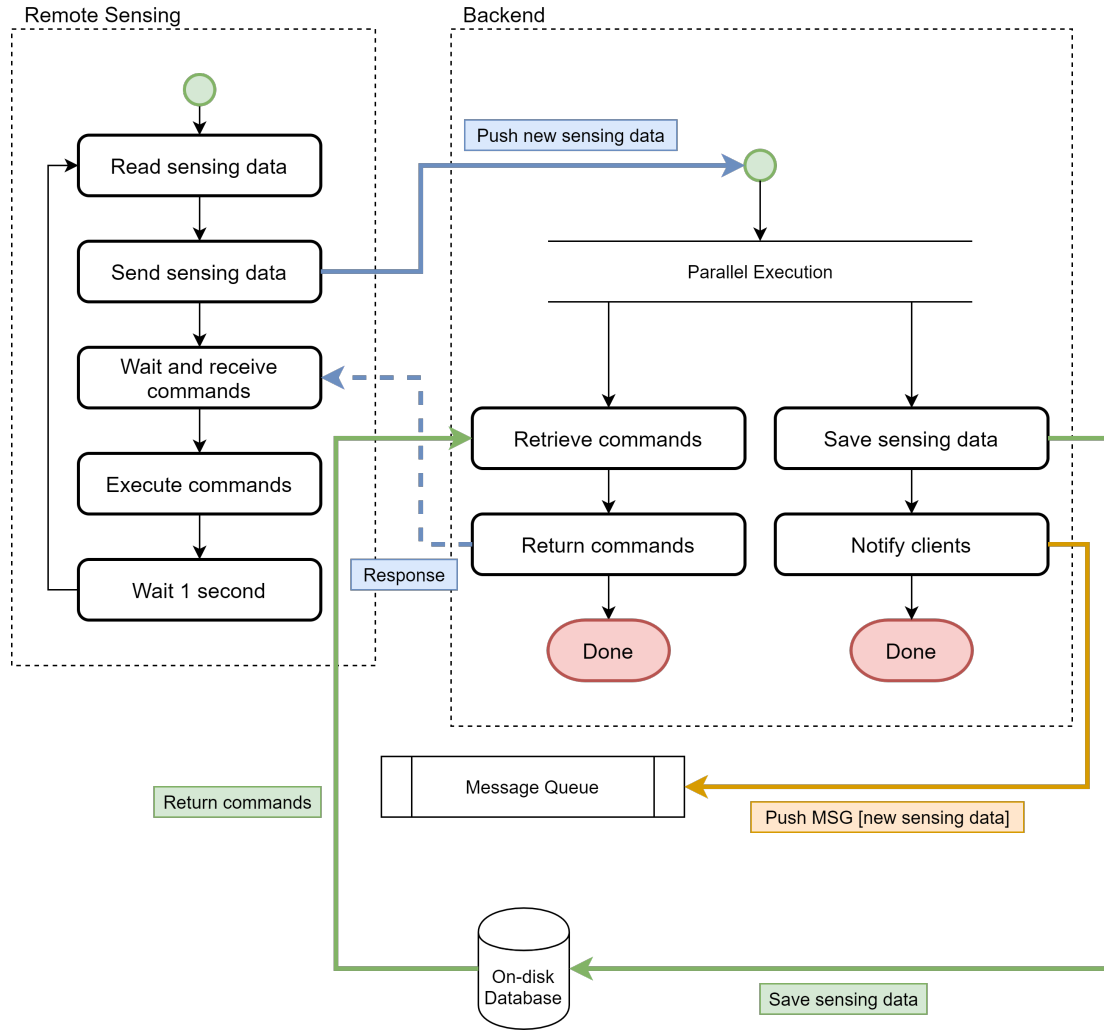 Remote Sensing
Backend
Push new sensing data
Read sensing data
Send sensing data
Parallel Execution
Wait and receive
commands
Retrieve commands
Save sensing data
Execute commands
Return commands
Notify clients
Response
Wait 1 second
Done
Done
Message Queue
Return commands
Push MSG [new sensing data]
On-disk
Database
Save sensing data